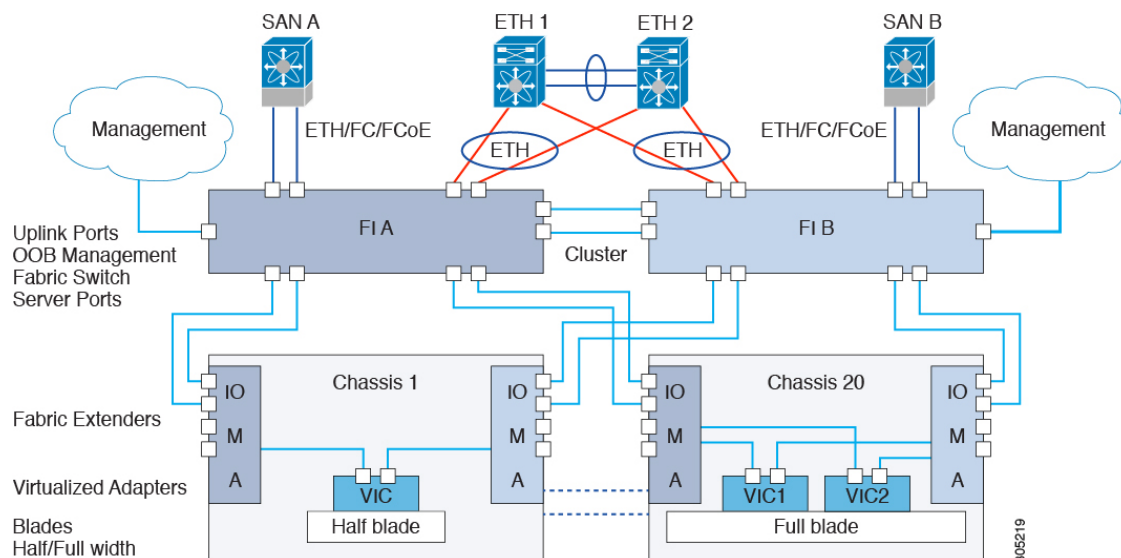 SAN A
ETH 1
ETH 2
SAN B
Management
ETH/FC/FCoE
ETH
ETH
ETH/FC/FCoE
Management
FI A
FI B
Uplink Ports
OOB Management
Fabric Switch
Server Ports
Cluster
Chassis 1
Chassis 20
IO
M
A
IO
M
A
IO
M
A
IO
M
A
Fabric Extenders
Virtualized Adapters
VIC
VIC1
VIC2
Blades
Half/Full width
Half blade
Full blade